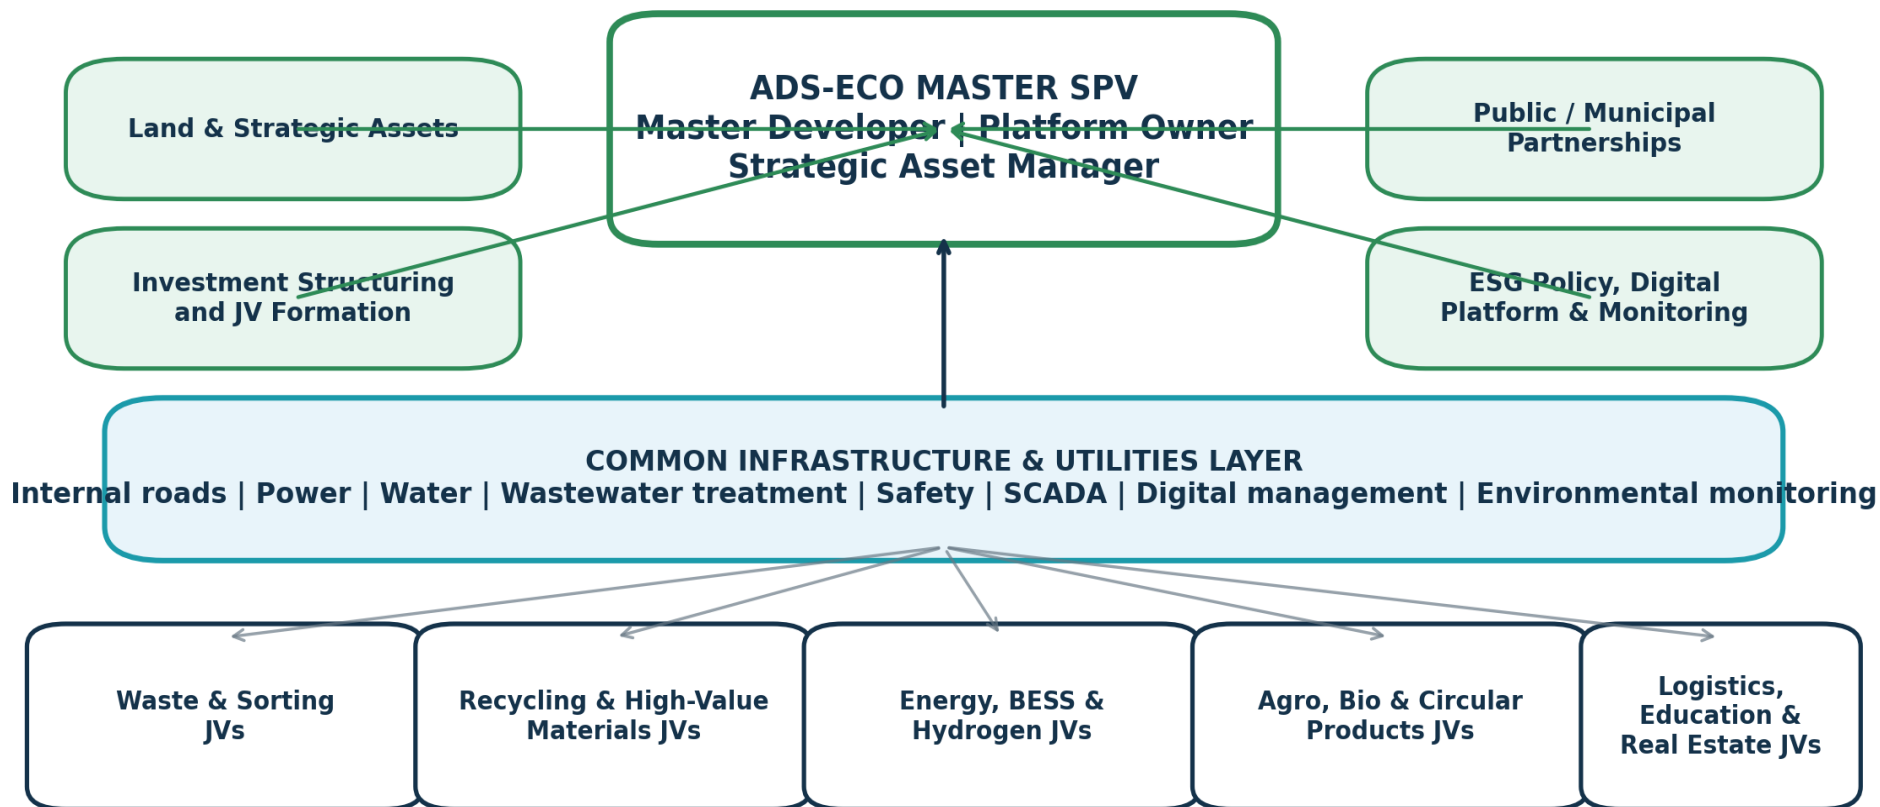 ADS-ECO MASTER SPV
Master Developer | Platform Owner
Strategic Asset Manager
Land & Strategic Assets
Public / Municipal
Partnerships
Investment Structuring
and JV Formation
ESG Policy, Digital
Platform & Monitoring
COMMON INFRASTRUCTURE & UTILITIES LAYER
Internal roads | Power | Water | Wastewater treatment | Safety | SCADA | Digital management | Environmental monitoring
Waste & Sorting
JVs
Recycling & High-Value
Materials JVs
Energy, BESS &
Hydrogen JVs
Agro, Bio & Circular
Products JVs
Logistics,
Education &
Real Estate JVs